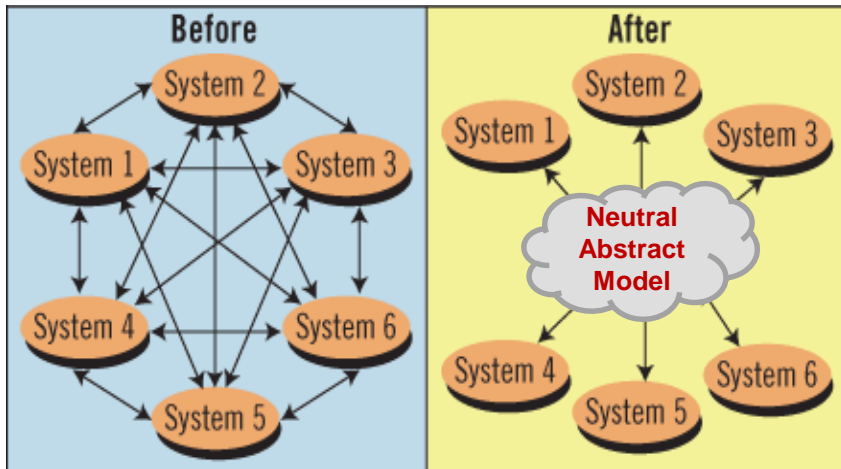 Before
System 2
System 1
System 3
System 4
System 6
System 5
After
System 2
System 1
System 3
Neutral
Abstract
Model
System 4
System 6
System 5